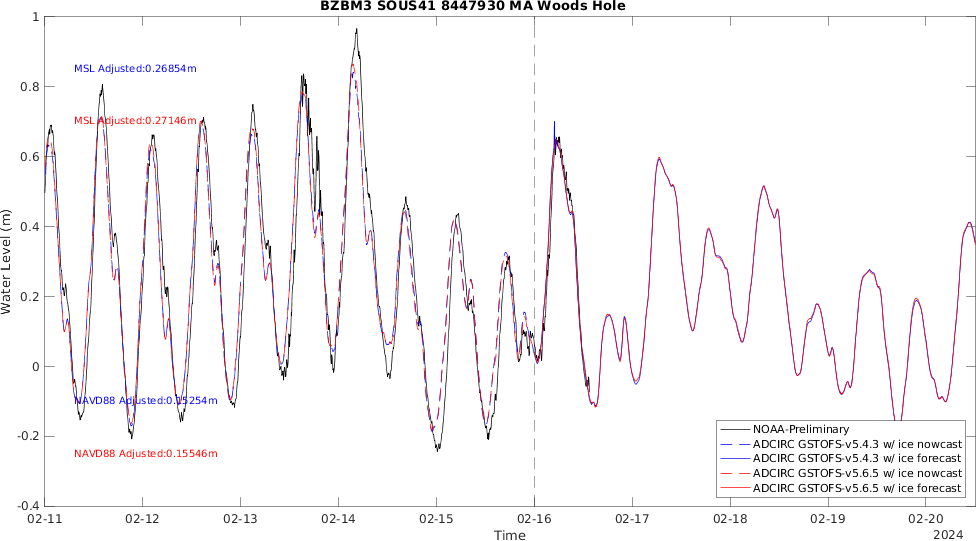 BZBM3 SOUS41 8447930 MA Woods Hole
1
0.8
0.6
0.4
0.2
0
-0.2
-0.4
Water Level (m)
MSL Adjusted:0.26854m
MSL Adjusted:0.27146m
NAVD88 Adjusted:0.15254m
NAVD88 Adjusted:0.15546m
NOAA-Preliminary
ADCIRC GSTOFS-v5.4.3 w/ ice nowcast
ADCIRC GSTOFS-v5.4.3 w/ ice forecast
ADCIRC GSTOFS-v5.6.5 w/ ice nowcast
ADCIRC GSTOFS-v5.6.5 w/ ice forecast
02-11 02-12 02-13 02-14 02-15 02-16 02-17 02-18 02-19 02-20
Time
2024